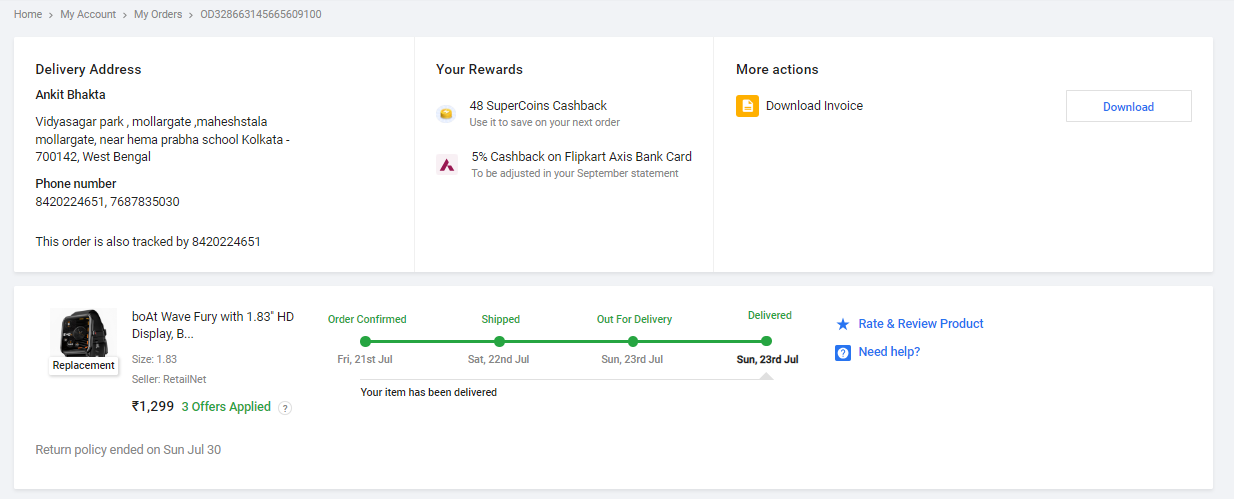 Home > My Account > My Orders > OD328663145665609100
Delivery Address
Ankit Bhakta
Vidyasagar park , mollargate ,maheshstala
mollargate, near hema prabha school Kolkata -
700142, West Bengal
Phone number
8420224651, 7687835030
This order is also tracked by 8420224651
Your Rewards
48 SuperCoins Cashback
Use it to save on your next order
5% Cashback on Flipkart Axis Bank Card
To be adjusted in your September statement
More actions
Download Invoice
Download
Replacement
boAt Wave Fury with 1.83" HD
Display, B...
Size: 1.83
Seller: RetailNet
₹1,299 3 Offers Applied ?
Order Confirmed
Fri, 21st Jul
Shipped
Sat, 22nd Jul
Out For Delivery
Sun, 23rd Jul
Delivered
Sun, 23rd Jul
Your item has been delivered
Rate & Review Product
Need help?
Return policy ended on Sun Jul 30